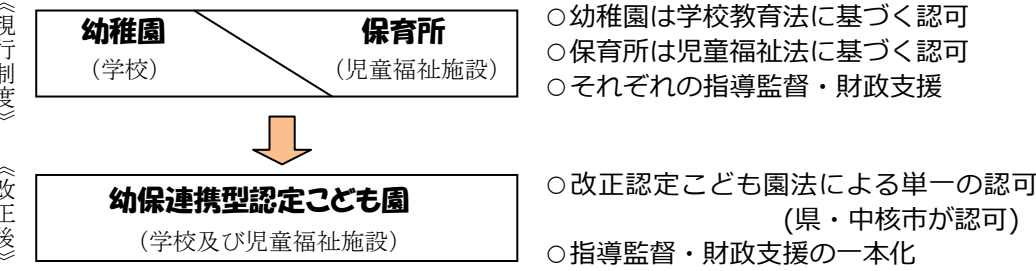 《現行制度》
幼稚園
保育所
(学校)
(児童福祉施設)
○幼稚園は学校教育法に基づく認可
○保育所は児童福祉法に基づく認可
○それぞれの指導監督・財政支援
《改正後》
幼保連携型認定こども園
(学校及び児童福祉施設)
○改正認定こども園法による単一の認可
(県・中核市が認可)
○指導監督・財政支援の一本化